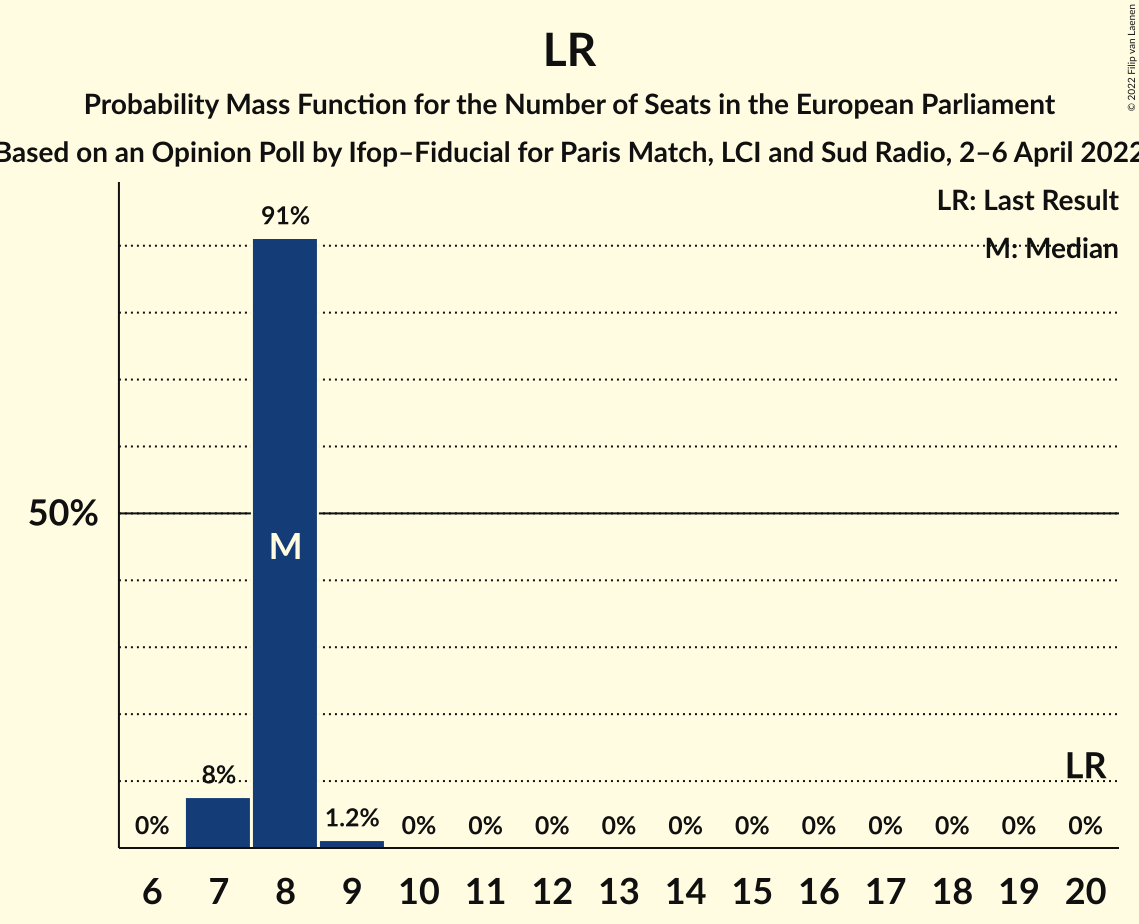 LR
Probability Mass Function for the Number of Seats in the European Parliament
Based on an Opinion Poll by Ifop–Fiducial for Paris Match, LCI and Sud Radio, 2–6 April 2022
© 2022 Filip van Laenen
LR: Last Result
M: Median
91%
50%
M
8%
LR
0%
1.2%
0% 0% 0% 0% 0% 0% 0% 0% 0% 0% 0%
6 7 8 9 10 11 12 13 14 15 16 17 18 19 20